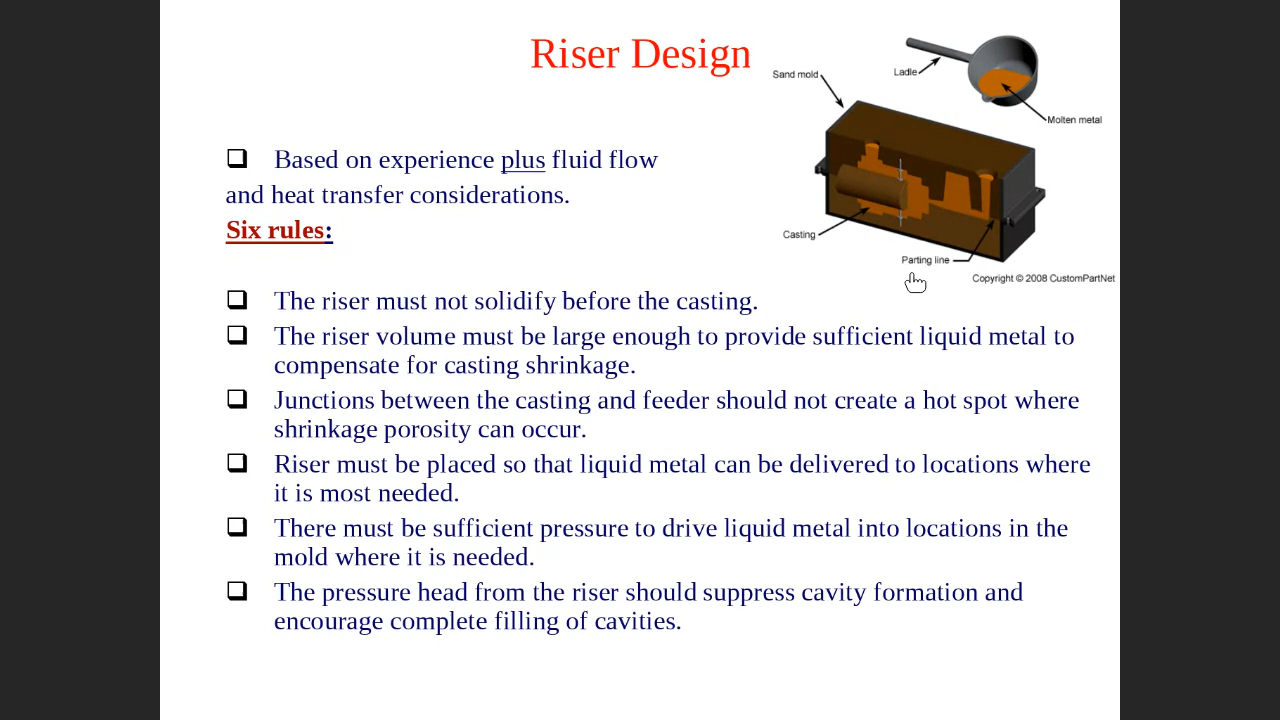 Riser Design
Ladle
Sand mold
Molten metal
Casting
Parting line
Copyright © 2008 CustomPartNet
Based on experience plus fluid flow
and heat transfer considerations.
Six rules:
The riser must not solidify before the casting.
The riser volume must be large enough to provide sufficient liquid metal to
compensate for casting shrinkage.
Junctions between the casting and feeder should not create a hot spot where
shrinkage porosity can occur.
Riser must be placed so that liquid metal can be delivered to locations where
it is most needed.
There must be sufficient pressure to drive liquid metal into locations in the
mold where it is needed.
The pressure head from the riser should suppress cavity formation and
encourage complete filling of cavities.